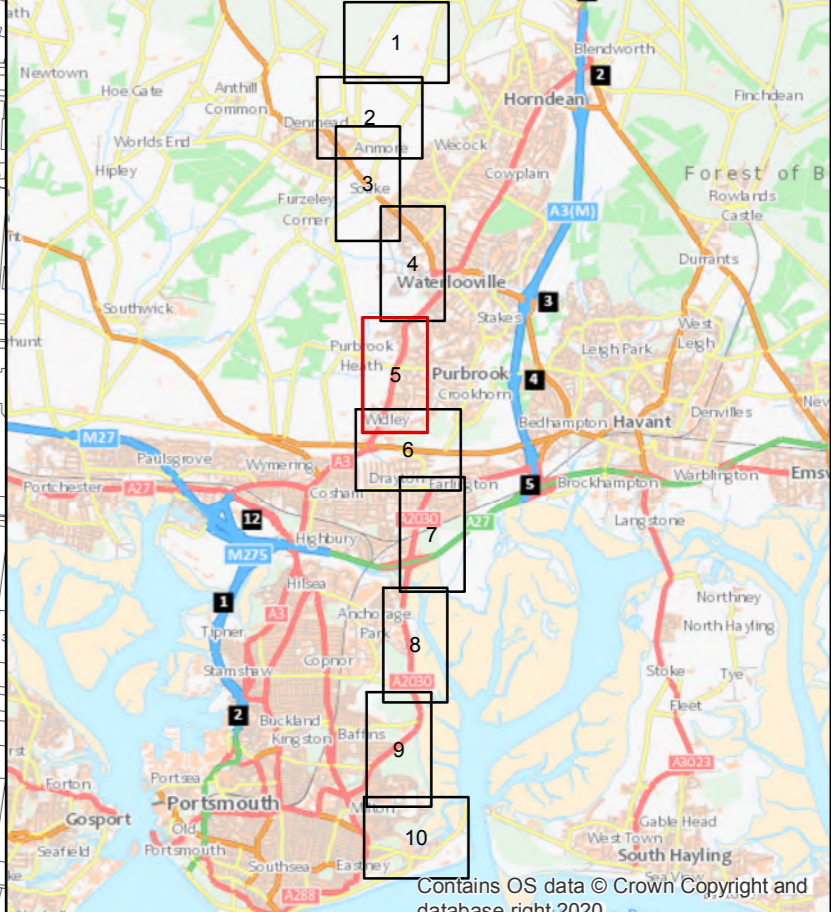 ath
1
Blendworth
2
Newtown
Hoe Gate
Anthill
Common
Horndean
Finchdean
Denmead
2
Worlds End
Anmore
Wecock
Hipley
3
Cowplain
Forest of B
Furzeley
Corner
Rowlands
Castle
A3(M)
nt
4
Durrants
Waterlooville
3
Southwick
Stakes
West
Leigh
hunt
Purbrook
Heath
Leigh Park
5
Purbrook
4
Crookhorn
Widley
Bedhampton
Havant
Denvilles
New
M27
6
Paulsgrove
Wymering
A3
Drayton
Farlington
5
Brockhampton
Warblington
Emsw
Portchester
A27
Cosham
12
A2030
A27
Langstone
7
Highbury
M275
Hilsea
1
A3
Anchorage
Park
Northney
North Hayling
Tipner
8
Copnor
Stoke
Tye
Stamshaw
A2030
Fleet
2
Buckland
Kingston
Baffins
9
rst
A3023
Forton
Portsea
Portsmouth
Milton
Gosport
Old
Portsmouth
Gable Head
10
West Town
Seafield
South Hayling
ke
Southsea
Eastney
A288
Contains OS data © Crown Copyright and
database right 2020